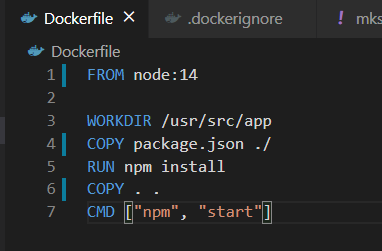 Dockerfile X .dockerignore ! mks
Dockerfile
1 FROM node:14
2
3 WORKDIR /usr/src/app
4 COPY package.json ./
5 RUN npm install
6 COPY . .
7 CMD ["npm", "start"]